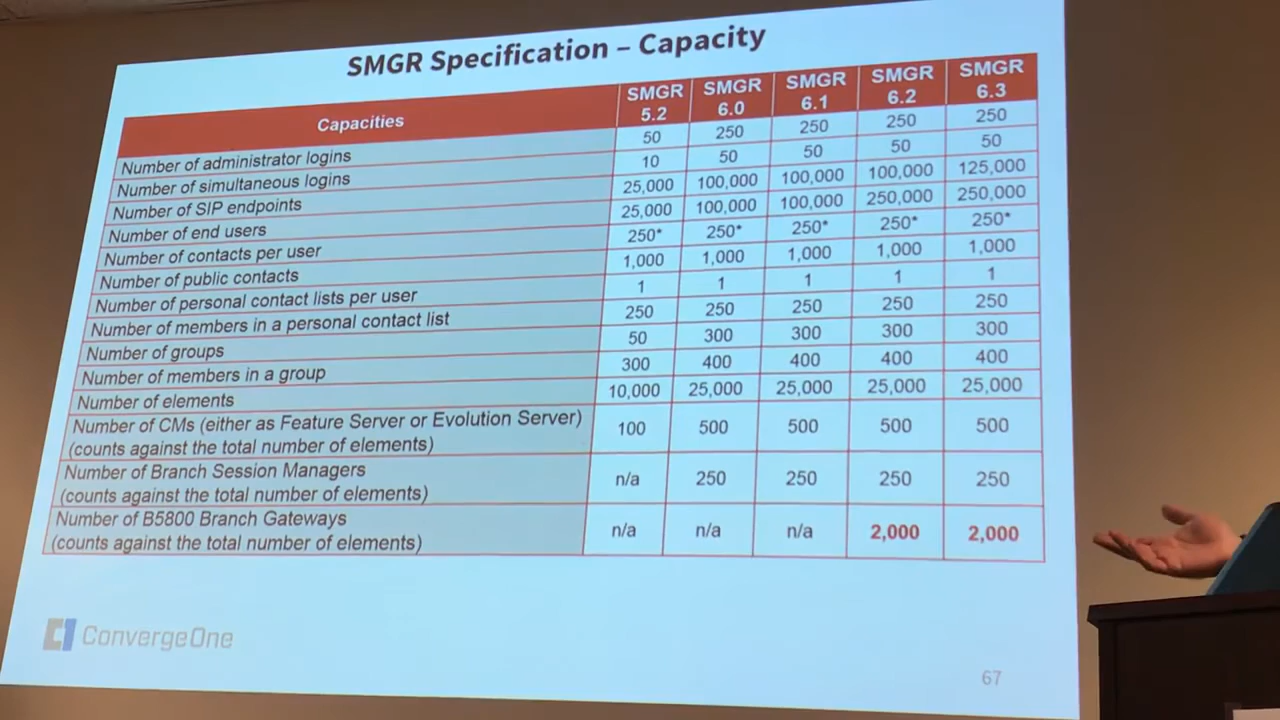 SMGR Specification – Capacity
Capacities SMGR 5.2 SMGR 6.0 SMGR 6.1 SMGR 6.2 SMGR 6.3
Number of administrator logins 50 250 250 250 250
Number of simultaneous logins 10 50 50 50 50
Number of SIP endpoints 25,000 100,000 100,000 100,000 125,000
Number of end users 25,000 100,000 100,000 250,000 250,000
Number of contacts per user 250* 250* 250* 250* 250*
Number of public contacts 1,000 1,000 1,000 1,000 1,000
Number of personal contact lists per user 1 1 1 1 1
Number of members in a personal contact list 250 250 250 250 250
Number of groups 50 300 300 300 300
Number of members in a group 300 400 400 400 400
Number of elements 10,000 25,000 25,000 25,000 25,000
Number of CMs (either as Feature Server or Evolution Server)
(counts against the total number of elements) 100 500 500 500 500
Number of Branch Session Managers
(counts against the total number of elements) n/a 250 250 250 250
Number of B5800 Branch Gateways
(counts against the total number of elements) n/a n/a n/a 2,000 2,000
ConvergeOne
67